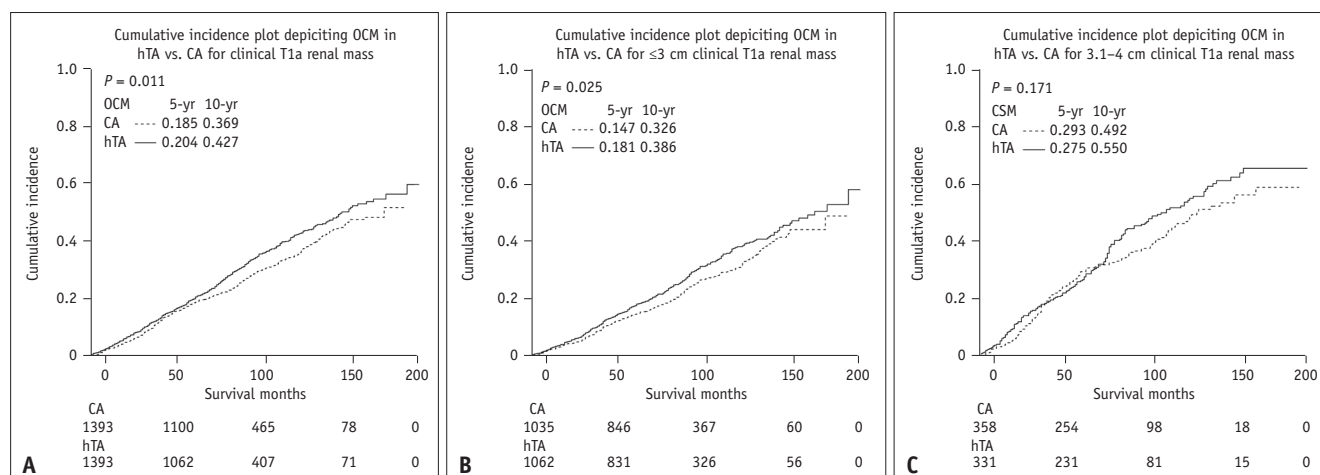 Cumulative incidence plot depiciting OCM in
hTA vs. CA for clinical T1a renal mass
1.0
P = 0.011
OCM 5-yr 10-yr
0.8
CA 0.185 0.369
hTA 0.204 0.427
0.6
0.4
0.2
0
Cumulative incidence
0 50 100 150 200
Survival months
CA
1393 1100 465 78 0
hTA
1393 1062 407 71 0
A
Cumulative incidence plot depiciting OCM in
hTA vs. CA for ≤3 cm clinical T1a renal mass
1.0
P = 0.025
OCM 5-yr 10-yr
0.8
CA 0.147 0.326
hTA 0.181 0.386
0.6
0.4
0.2
0
Cumulative incidence
0 50 100 150 200
Survival months
CA
1035 846 367 60 0
hTA
1062 831 326 56 0
B
Cumulative incidence plot depiciting OCM in
hTA vs. CA for 3.1–4 cm clinical T1a renal mass
1.0
P = 0.171
CSM 5-yr 10-yr
0.8
CA 0.293 0.492
hTA 0.275 0.550
0.6
0.4
0.2
0
Cumulative incidence
0 50 100 150 200
Survival months
CA
358 254 98 18 0
hTA
331 231 81 15 0
C